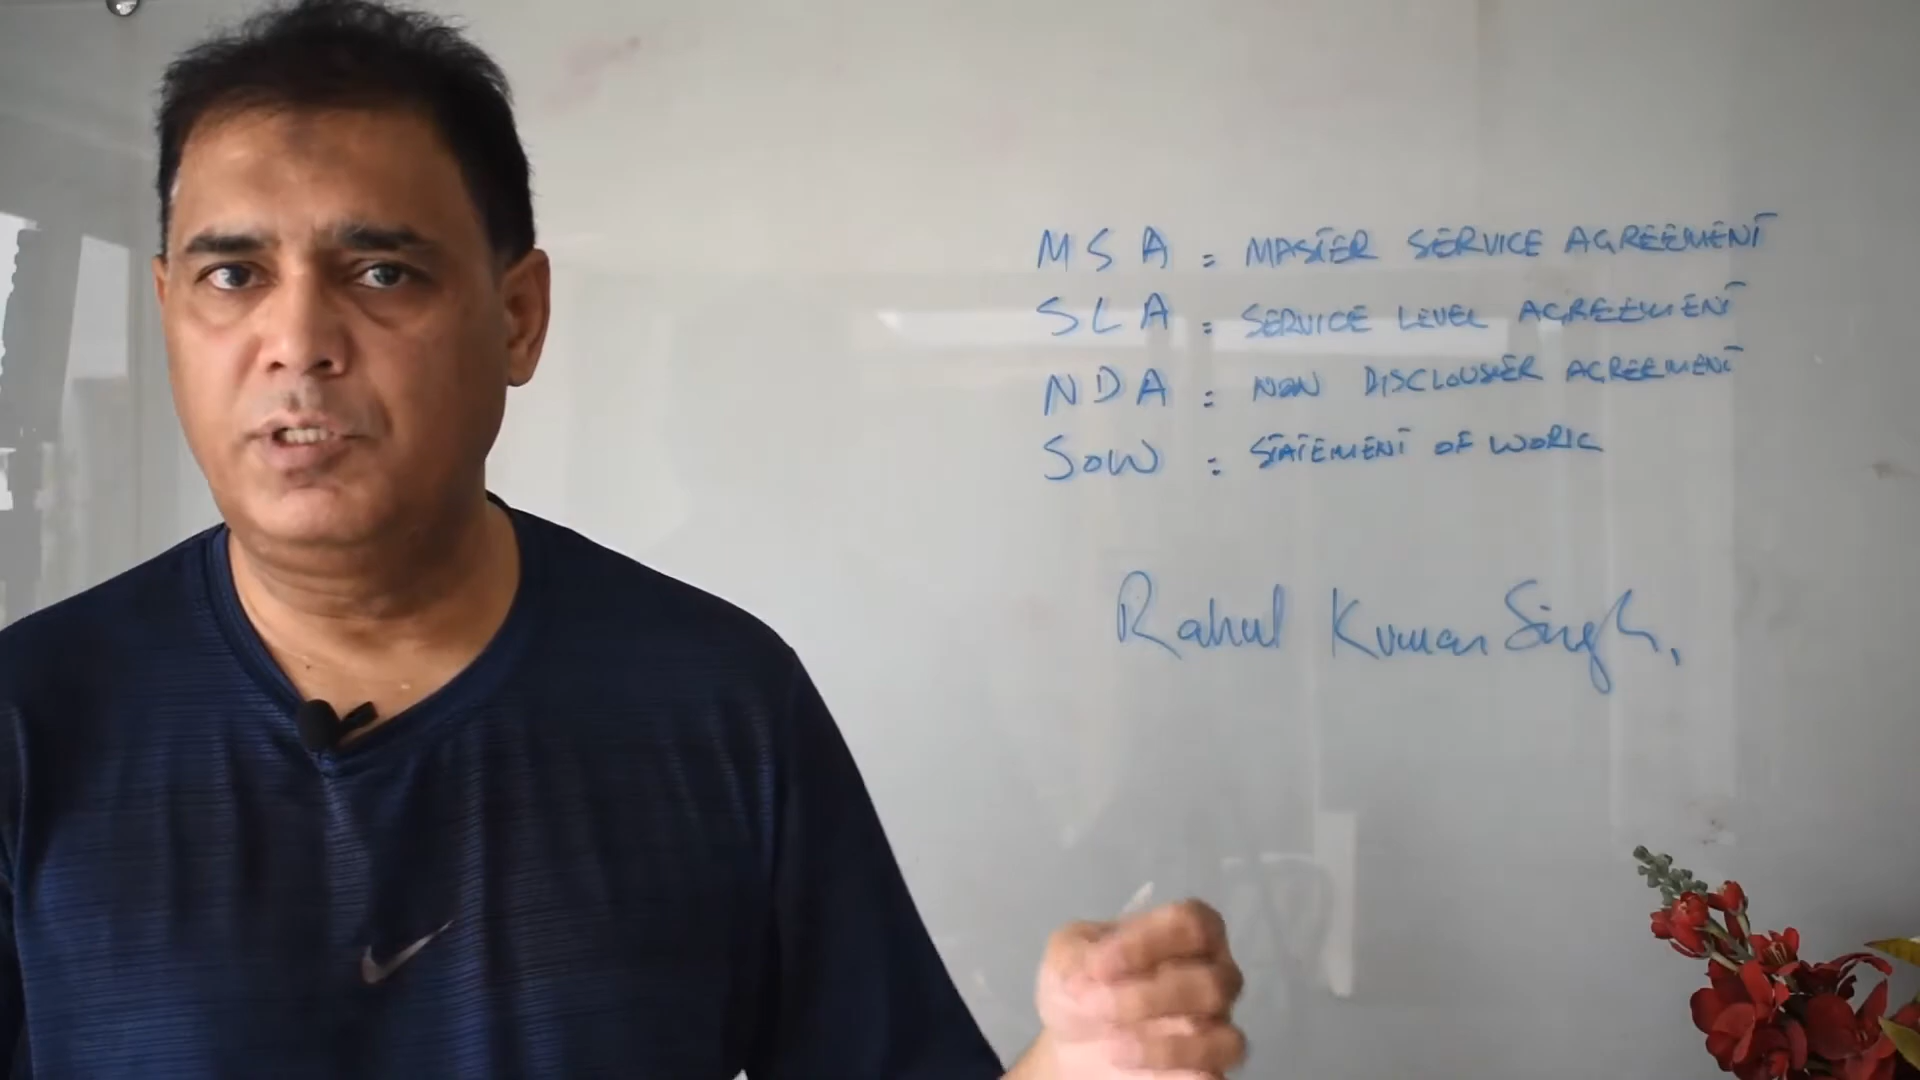 MSA = MASTER SERVICE AGREEMENT
SLA = SERVICE LEVEL AGREEMENT
NDA = NON DISCLOUSER AGREEMENT
SOW = STATEMENT OF WORK
Rahul Kumar Singh.